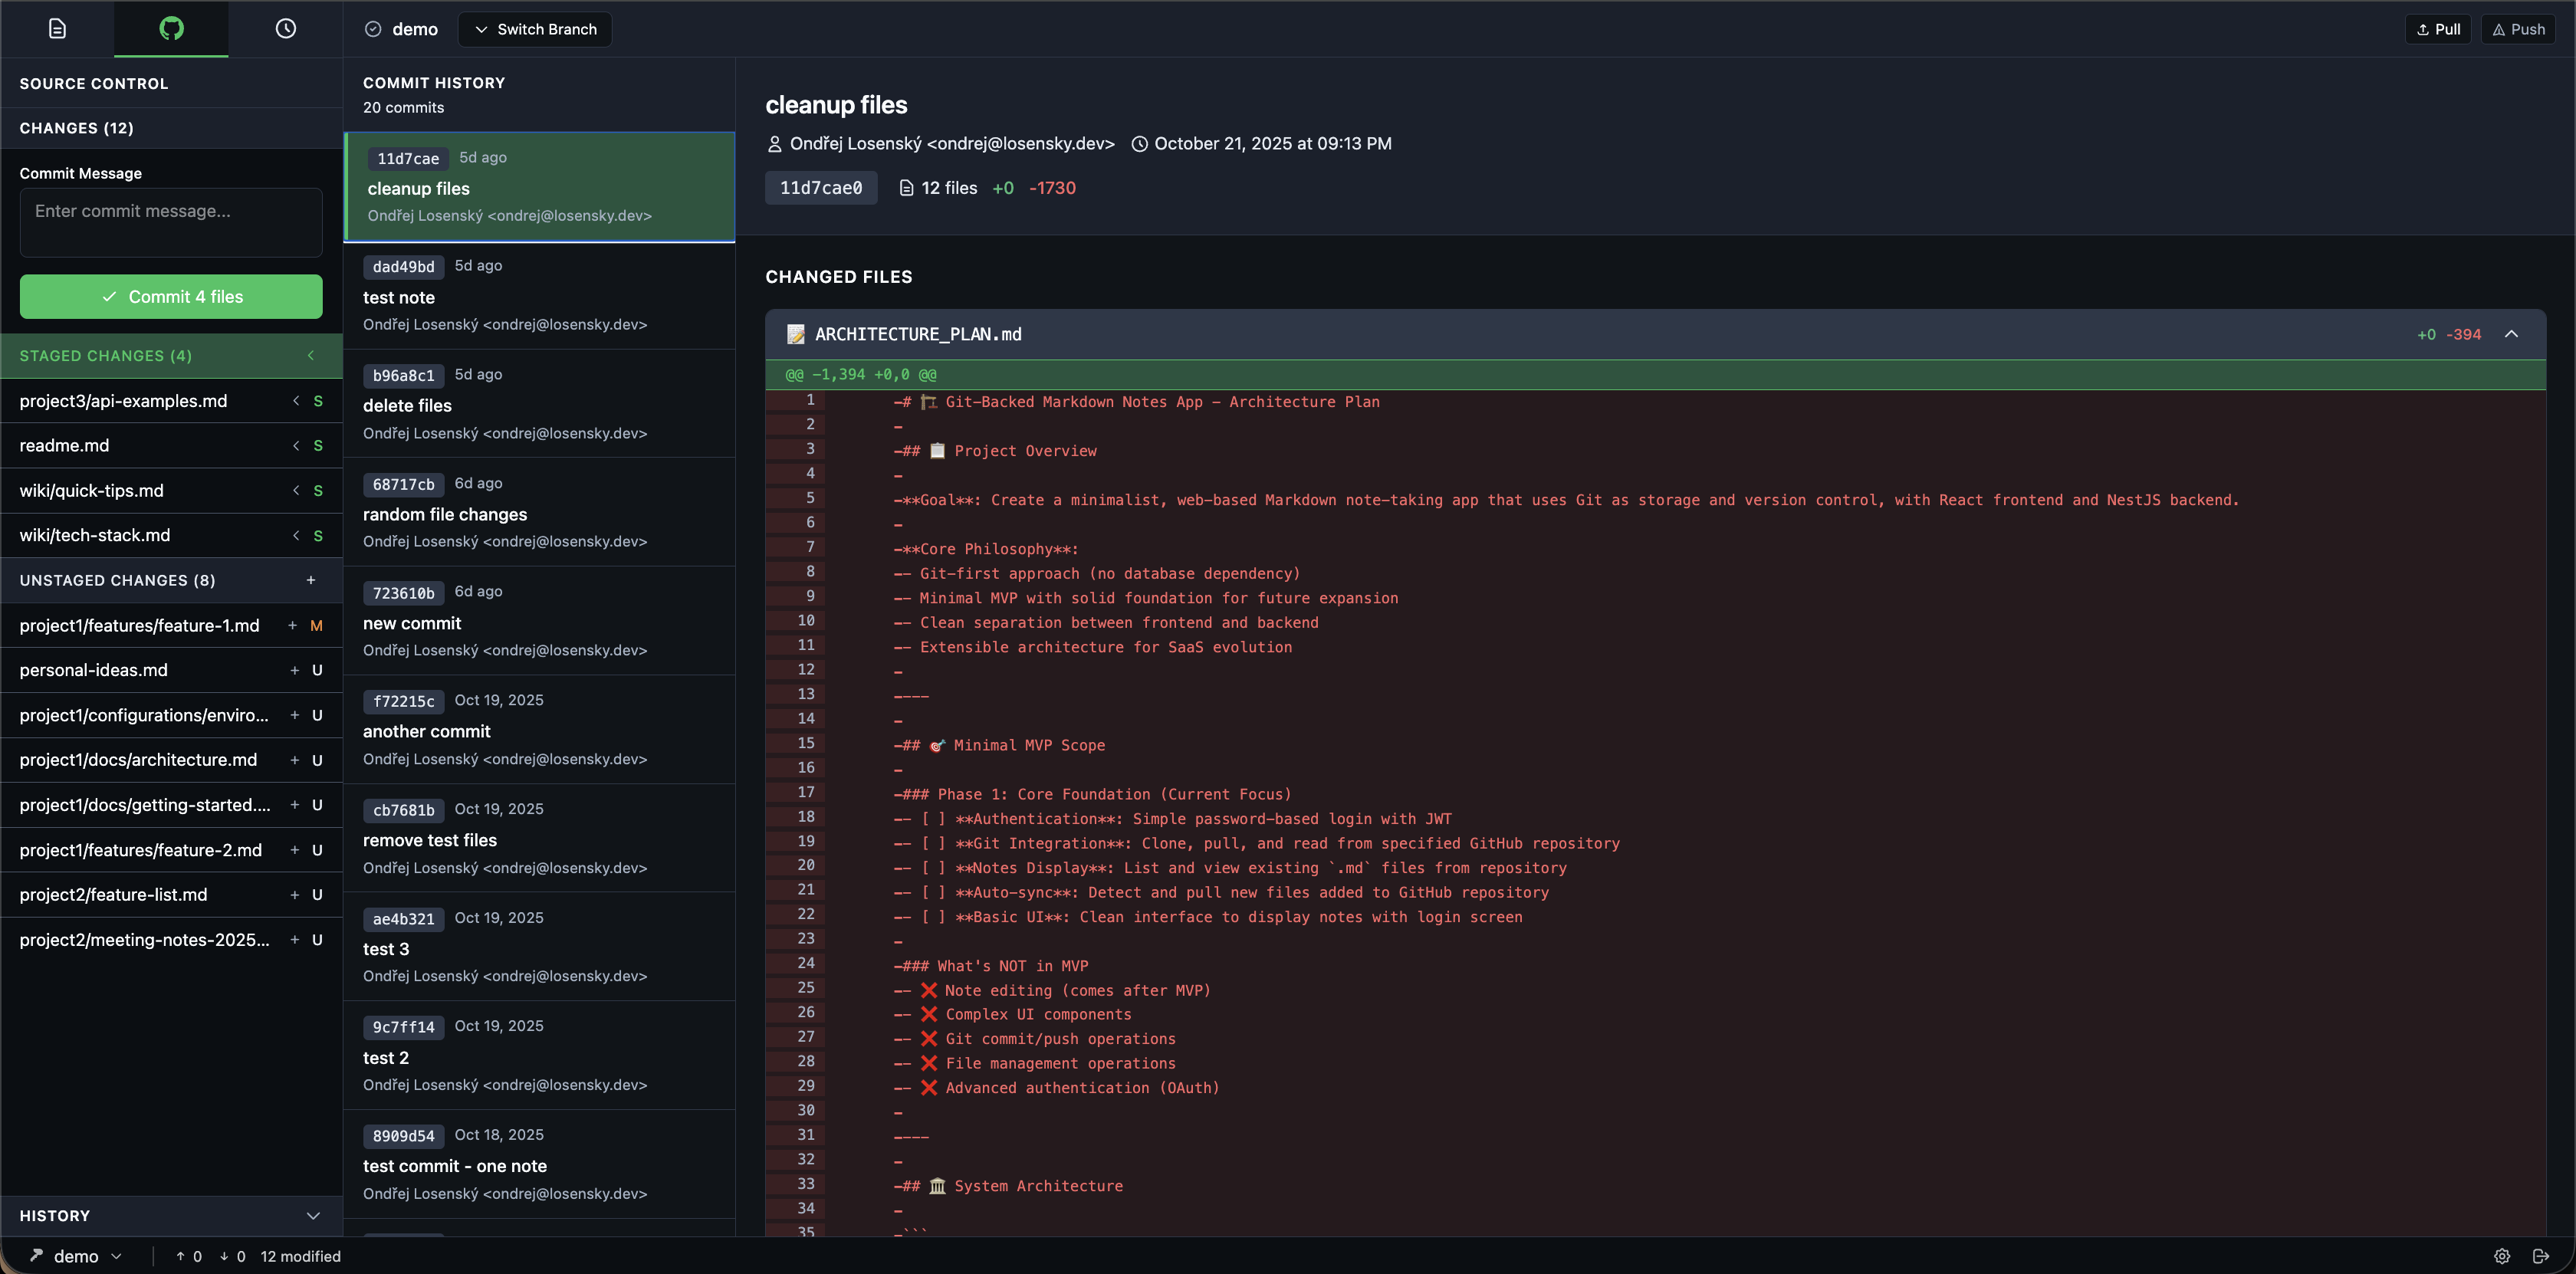 demo
Switch Branch
Pull
Push
SOURCE CONTROL
CHANGES (12)
Commit Message
Enter commit message...
Commit 4 files
STAGED CHANGES (4)
project3/api-examples.md S
readme.md S
wiki/quick-tips.md S
wiki/tech-stack.md S
UNSTAGED CHANGES (8) +
project1/features/feature-1.md + M
personal-ideas.md + U
project1/configurations/enviro... + U
project1/docs/architecture.md + U
project1/docs/getting-started.... + U
project1/features/feature-2.md + U
project2/feature-list.md + U
project2/meeting-notes-2025... + U
HISTORY
COMMIT HISTORY
20 commits
11d7cae 5d ago
cleanup files
Ondřej Losenský <ondrej@losensky.dev>
dad49bd 5d ago
test note
Ondřej Losenský <ondrej@losensky.dev>
b96a8c1 5d ago
delete files
Ondřej Losenský <ondrej@losensky.dev>
68717cb 6d ago
random file changes
Ondřej Losenský <ondrej@losensky.dev>
723610b 6d ago
new commit
Ondřej Losenský <ondrej@losensky.dev>
f72215c Oct 19, 2025
another commit
Ondřej Losenský <ondrej@losensky.dev>
cb7681b Oct 19, 2025
remove test files
Ondřej Losenský <ondrej@losensky.dev>
ae4b321 Oct 19, 2025
test 3
Ondřej Losenský <ondrej@losensky.dev>
9c7ff14 Oct 19, 2025
test 2
Ondřej Losenský <ondrej@losensky.dev>
8909d54 Oct 18, 2025
test commit - one note
Ondřej Losenský <ondrej@losensky.dev>
cleanup files
Ondřej Losenský <ondrej@losensky.dev> October 21, 2025 at 09:13 PM
11d7cae0 12 files +0 -1730
CHANGED FILES
📝 ARCHITECTURE_PLAN.md +0 -394
@@ -1,394 +0,0 @@
1 -# 🏗️ Git-Backed Markdown Notes App - Architecture Plan
2 -
3 -## 📋 Project Overview
4 -
5 -**Goal**: Create a minimalist, web-based Markdown note-taking app that uses Git as storage and version control, with React frontend and NestJS backend.
6 -
7 -**Core Philosophy**:
8 -- Git-first approach (no database dependency)
9 -- Minimal MVP with solid foundation for future expansion
10 -- Clean separation between frontend and backend
11 -- Extensible architecture for SaaS evolution
12 -
13 ----
14 -
15 -## 🎯 Minimal MVP Scope
16 -
17 -### Phase 1: Core Foundation (Current Focus)
18 -- [ ] **Authentication**: Simple password-based login with JWT
19 -- [ ] **Git Integration**: Clone, pull, and read from specified GitHub repository
20 -- [ ] **Notes Display**: List and view existing `.md` files from repository
21 -- [ ] **Auto-sync**: Detect and pull new files added to GitHub repository
22 -- [ ] **Basic UI**: Clean interface to display notes with login screen
23 -
24 -### What's NOT in MVP
25 -- ❌ Note editing (comes after MVP)
26 -- ❌ Complex UI components
27 -- ❌ Git commit/push operations
28 -- ❌ File management operations
29 -- ❌ Advanced authentication (OAuth)
30 -
31 ----
32 -
33 -## 🏛️ System Architecture
34 -
35 -```
demo ↑ 0 ↓ 0 12 modified